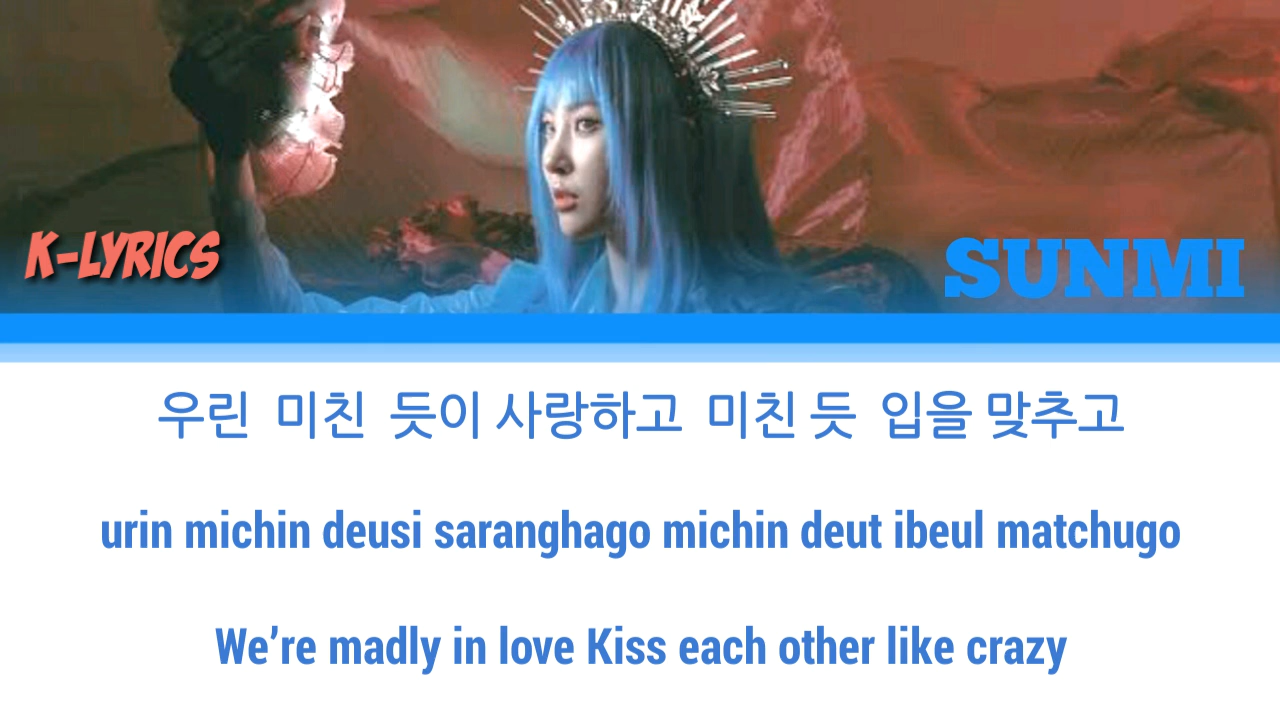 K-LYRICS
SUNMI
우린 미친 듯이 사랑하고 미친 듯 입을 맞추고
urin michin deusi saranghago michin deut ibeul matchugo
We’re madly in love Kiss each other like crazy